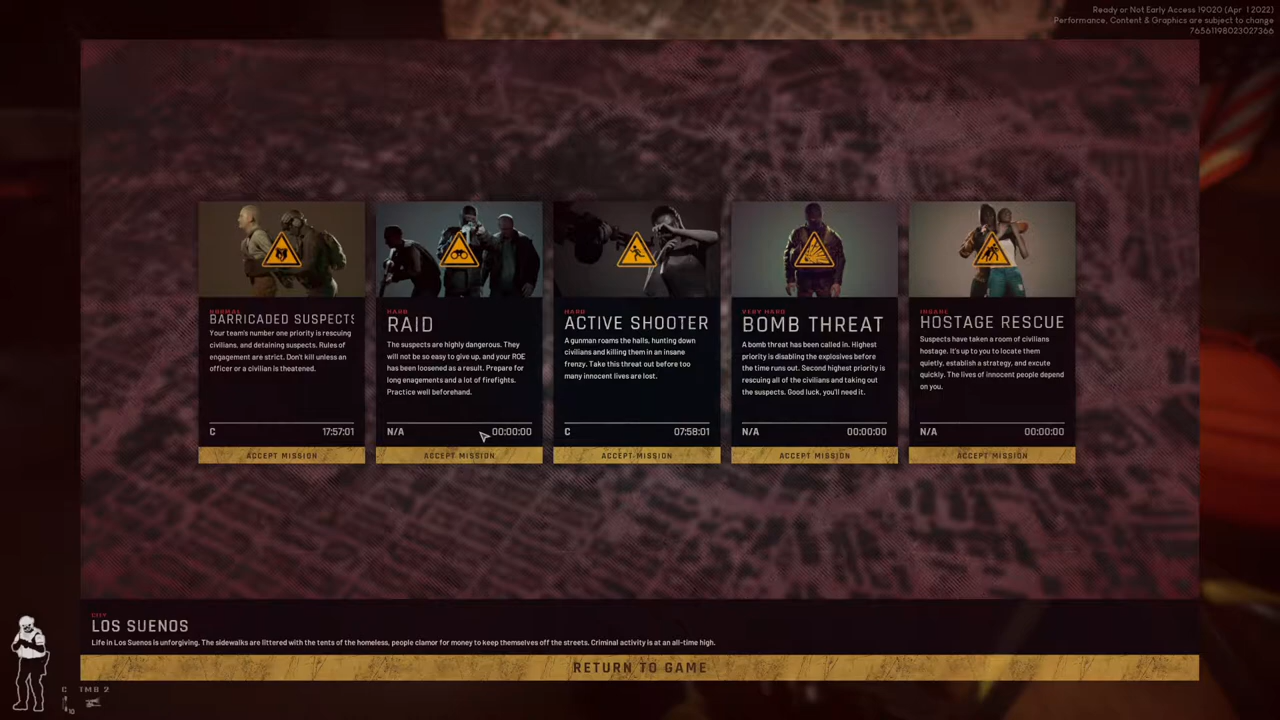 Ready or Not Early Access 19020 (Apr 1 2022)
Performance, Content & Graphics are subject to change
76561198023027366
NORMAL
BARRICADED SUSPECTS
Your team's number one priority is rescuing
civilians. and detaining suspects. Rules of
engagement are strict. Don't kill unless an
officer or a civilian is theatened.
C 17:57:01
ACCEPT MISSION
HARD
RAID
The suspects are highly dangerous. They
will not be so easy to give up, and your ROE
has been loosened as a result. Prepare for
long enagements and a lot of firefights.
Practice well beforehand.
N/A 00:00:00
ACCEPT MISSION
HARD
ACTIVE SHOOTER
A gunman roams the halls, hunting down
civilians and killing them in an insane
frenzy. Take this threat out before too
many innocent lives are lost.
C 07:58:01
ACCEPT MISSION
VERY HARD
BOMB THREAT
A bomb threat has been called in. Highest
priority is disabling the explosives before
the time runs out. Second highest priority is
rescuing all of the civilians and taking out
the suspects. Good luck, you'll need it.
N/A 00:00:00
ACCEPT MISSION
INSANE
HOSTAGE RESCUE
Suspects have taken a room of civilians
hostage. It's up to you to locate them
quietly, establish a strategy, and excute
quickly. The lives of innocent people depend
on you.
N/A 00:00:00
ACCEPT MISSION
CITY
LOS SUENOS
Life in Los Suenos is unforgiving. The sidewalks are littered with the tents of the homeless, people clamor for money to keep themselves off the streets. Criminal activity is at an all-time high.
RETURN TO GAME
10